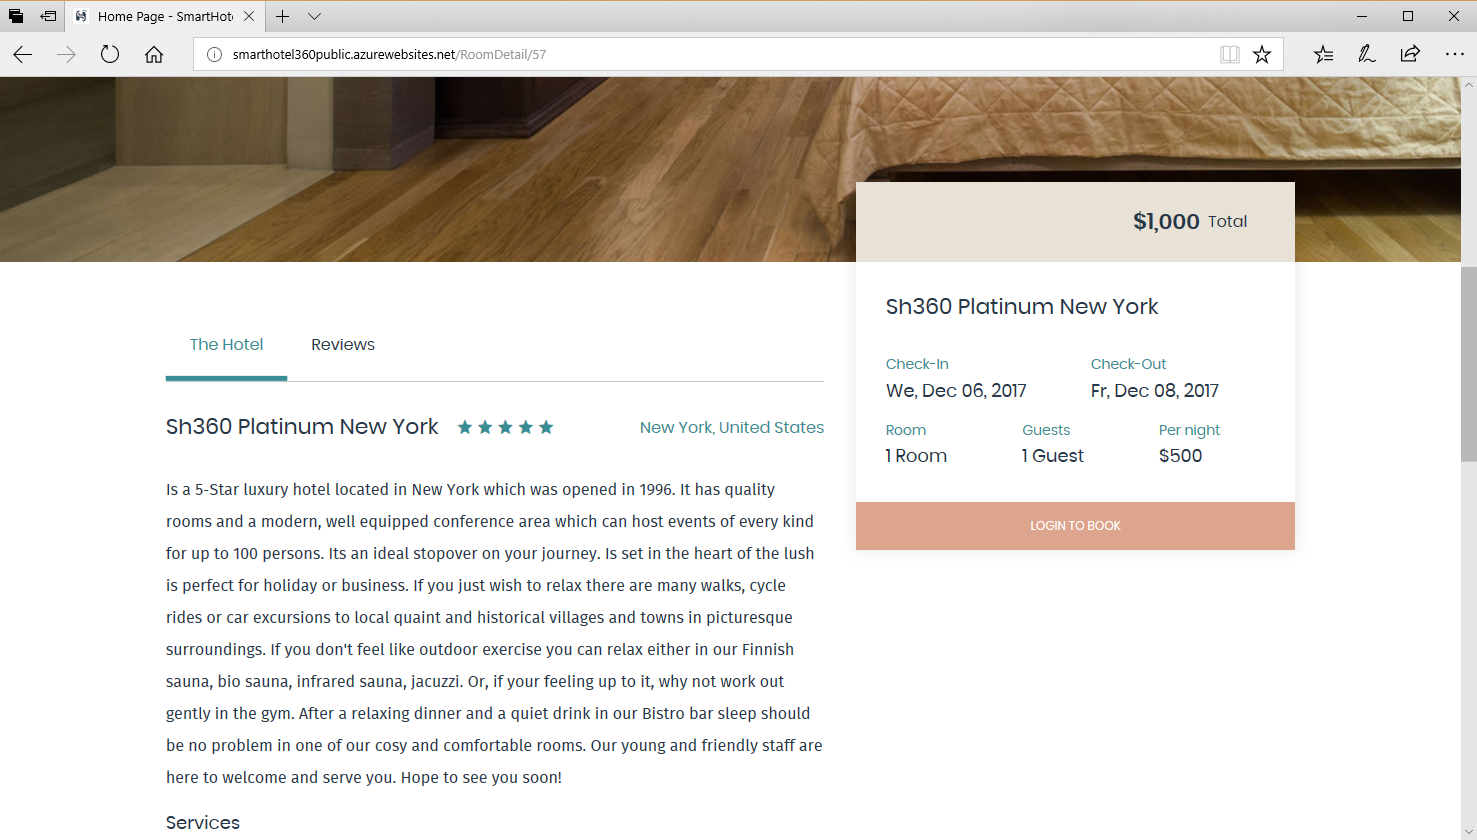 Home Page - SmartHot
smarthotel360public.azurewebsites.net/RoomDetail/57
$1,000 Total
Sh360 Platinum New York
Check-In
Check-Out
We, Dec 06, 2017
Fr, Dec 08, 2017
Room
Guests
Per night
1 Room
1 Guest
$500
LOGIN TO BOOK
The Hotel
Reviews
Sh360 Platinum New York
New York, United States
Is a 5-Star luxury hotel located in New York which was opened in 1996. It has quality
rooms and a modern, well equipped conference area which can host events of every kind
for up to 100 persons. Its an ideal stopover on your journey. Is set in the heart of the lush
is perfect for holiday or business. If you just wish to relax there are many walks, cycle
rides or car excursions to local quaint and historical villages and towns in picturesque
surroundings. If you don't feel like outdoor exercise you can relax either in our Finnish
sauna, bio sauna, infrared sauna, jacuzzi. Or, if your feeling up to it, why not work out
gently in the gym. After a relaxing dinner and a quiet drink in our Bistro bar sleep should
be no problem in one of our cosy and comfortable rooms. Our young and friendly staff are
here to welcome and serve you. Hope to see you soon!
Services